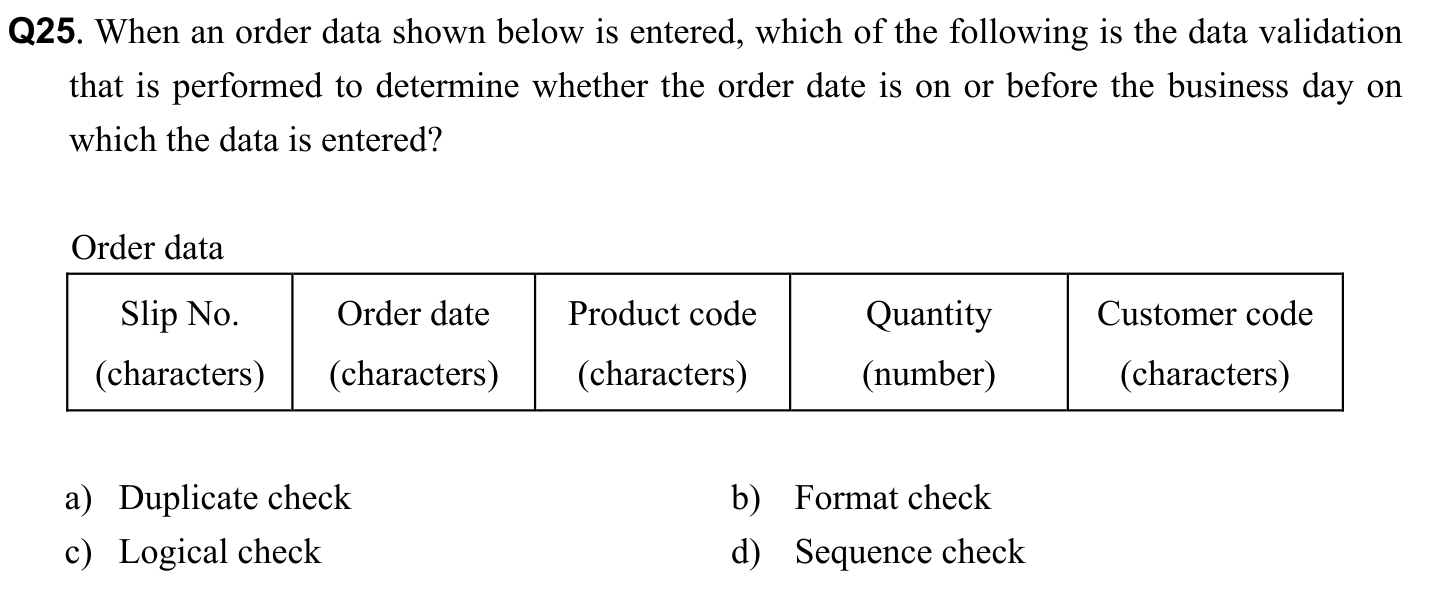 Q25. When an order data shown below is entered, which of the following is the data validation
that is performed to determine whether the order date is on or before the business day on
which the data is entered?
Order data
Slip No. Order date Product code Quantity Customer code
(characters) (characters) (characters) (number) (characters)
a) Duplicate check b) Format check
c) Logical check d) Sequence check